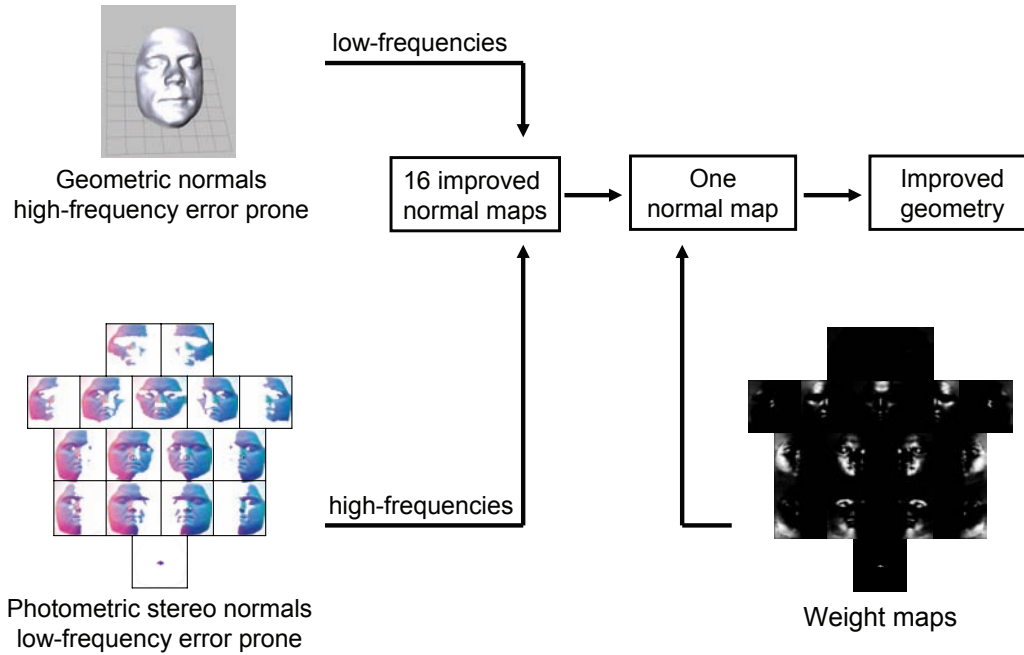 low-frequencies
Geometric normals
high-frequency error prone
16 improved
normal maps
One
normal map
Improved
geometry
high-frequencies
Photometric stereo normals
low-frequency error prone
Weight maps